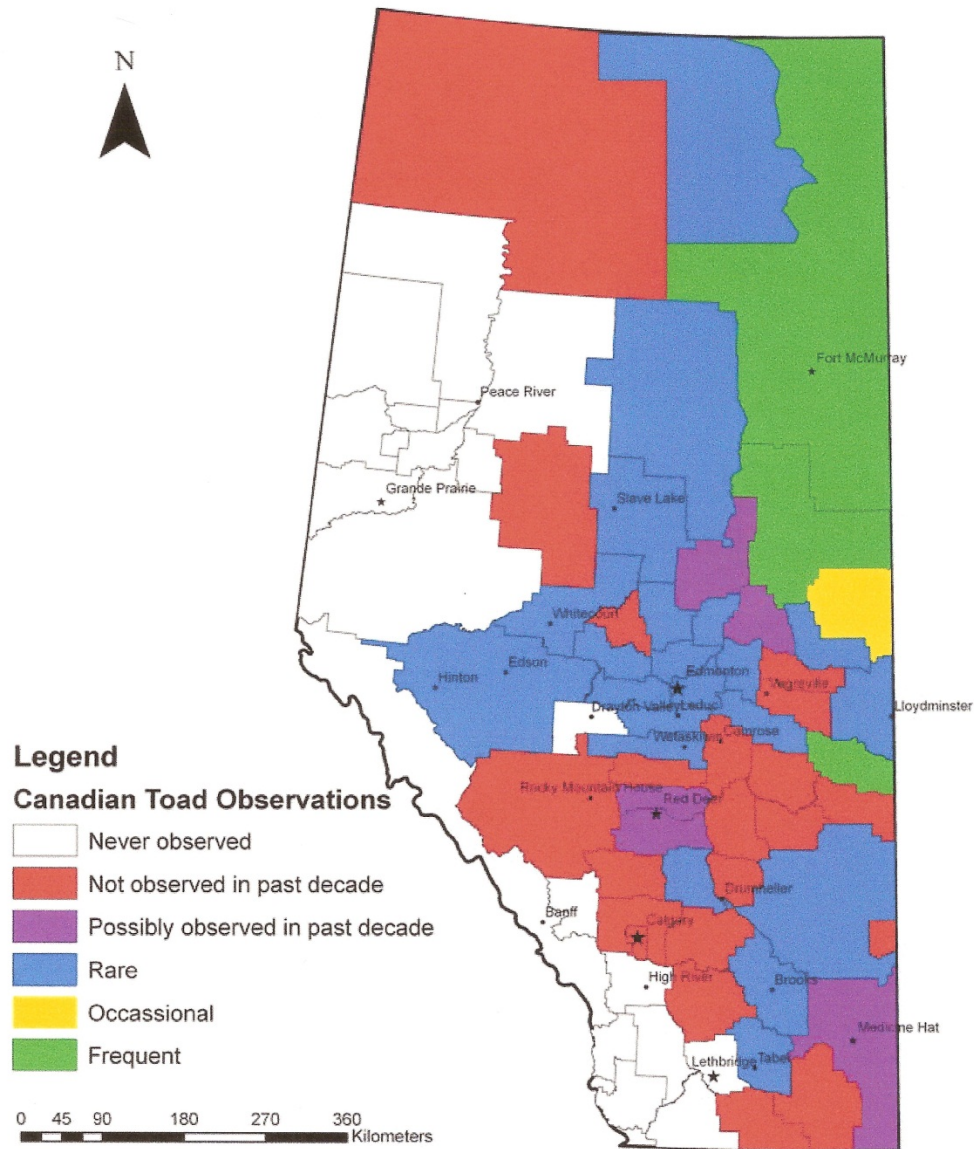 N
Fort McMurray
Peace River
Grande Prairie
Slave Lake
Whitecourt
Edson
Hinton
Edmonton
Vegreville
Drayton Valley
Leduc
Lloydminster
Wetaskiwin
Camrose
Rocky Mountain House
Red Deer
Drumheller
Banff
Calgary
High River
Brooks
Medicine Hat
Lethbridge
Taber
Legend
Canadian Toad Observations
Never observed
Not observed in past decade
Possibly observed in past decade
Rare
Occassional
Frequent
0 45 90 180 270 360
Kilometers